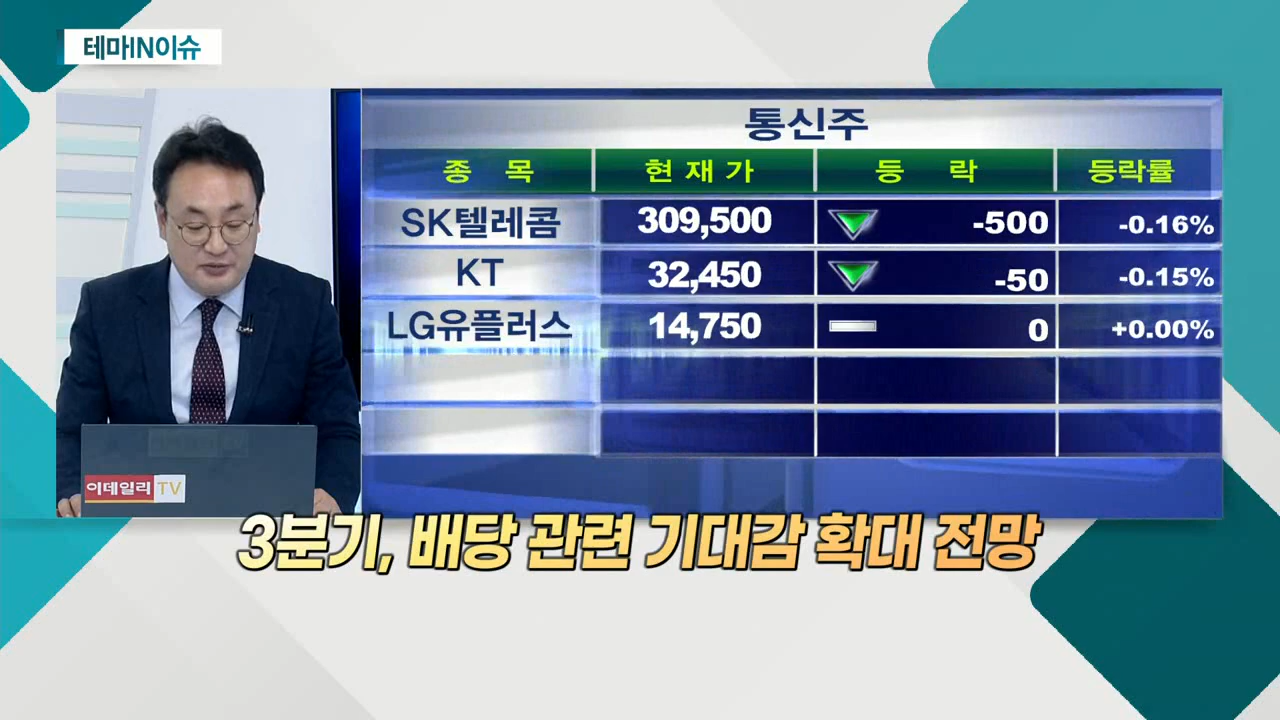 테마IN이슈
통신주
종 목 현 재 가 등 락 등락률
SK텔레콤 309,500 -500 -0.16%
KT 32,450 -50 -0.15%
LG유플러스 14,750 0 +0.00%
이데일리 TV
3분기, 배당 관련 기대감 확대 전망